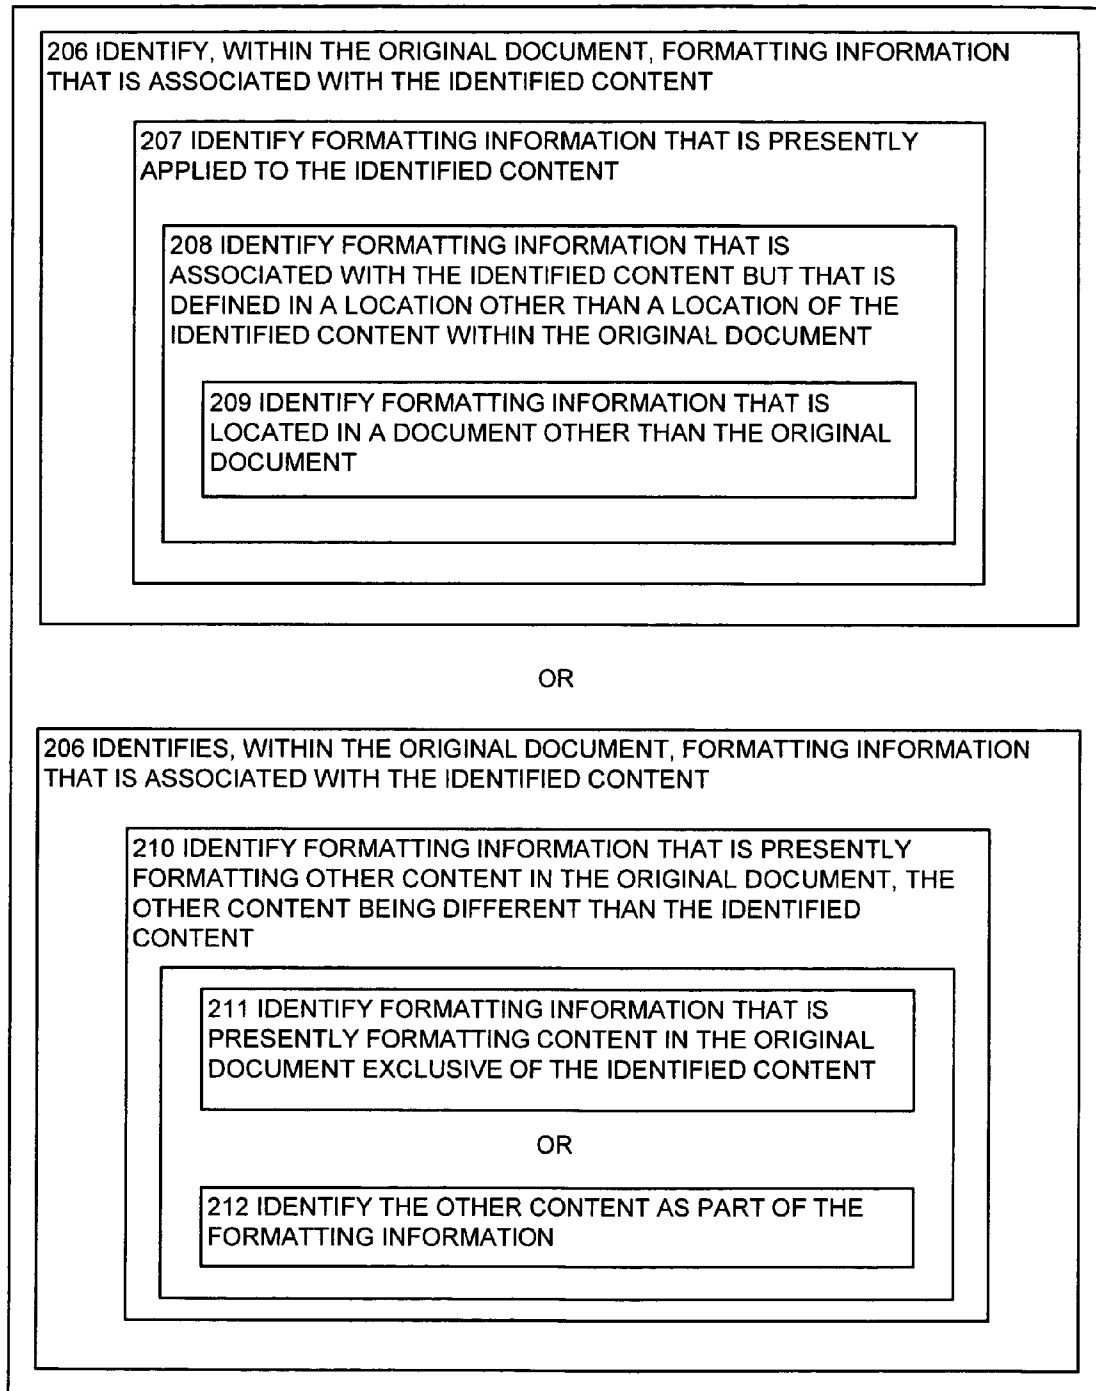 206 IDENTIFY, WITHIN THE ORIGINAL DOCUMENT, FORMATTING INFORMATION
THAT IS ASSOCIATED WITH THE IDENTIFIED CONTENT
207 IDENTIFY FORMATTING INFORMATION THAT IS PRESENTLY
APPLIED TO THE IDENTIFIED CONTENT
208 IDENTIFY FORMATTING INFORMATION THAT IS
ASSOCIATED WITH THE IDENTIFIED CONTENT BUT THAT IS
DEFINED IN A LOCATION OTHER THAN A LOCATION OF THE
IDENTIFIED CONTENT WITHIN THE ORIGINAL DOCUMENT
209 IDENTIFY FORMATTING INFORMATION THAT IS
LOCATED IN A DOCUMENT OTHER THAN THE ORIGINAL
DOCUMENT
OR
206 IDENTIFIES, WITHIN THE ORIGINAL DOCUMENT, FORMATTING INFORMATION
THAT IS ASSOCIATED WITH THE IDENTIFIED CONTENT
210 IDENTIFY FORMATTING INFORMATION THAT IS PRESENTLY
FORMATTING OTHER CONTENT IN THE ORIGINAL DOCUMENT, THE
OTHER CONTENT BEING DIFFERENT THAN THE IDENTIFIED
CONTENT
211 IDENTIFY FORMATTING INFORMATION THAT IS
PRESENTLY FORMATTING CONTENT IN THE ORIGINAL
DOCUMENT EXCLUSIVE OF THE IDENTIFIED CONTENT
OR
212 IDENTIFY THE OTHER CONTENT AS PART OF THE
FORMATTING INFORMATION